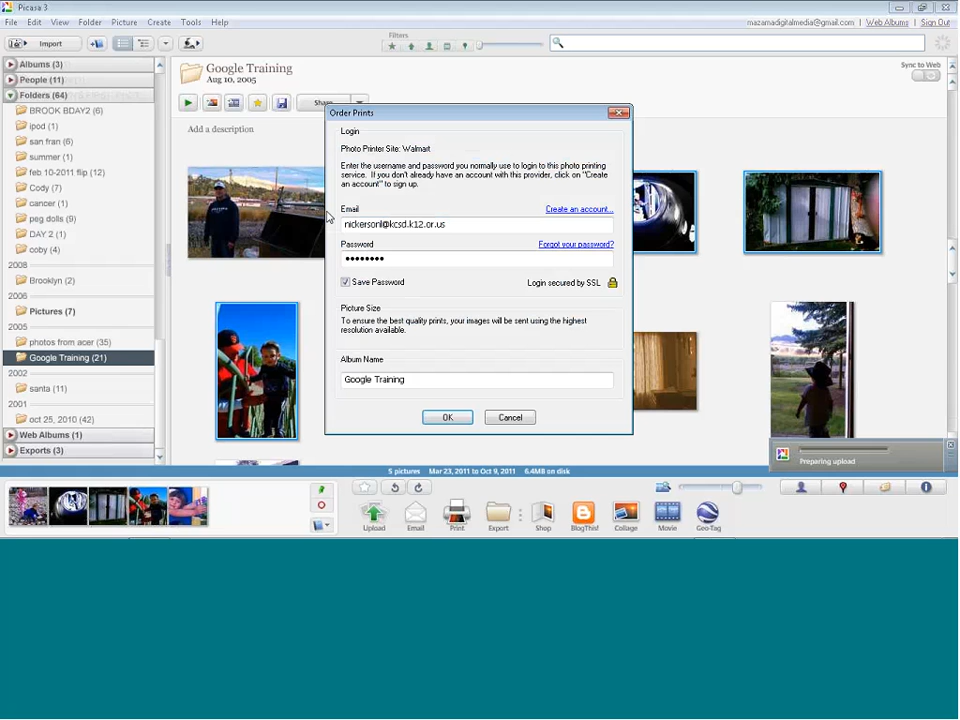 Picasa 3
File Edit View Folder Picture Create Tools Help
mazamadigitalmedia@gmail.com | Web Albums | Sign Out
Import
Filters
Albums (3)
People (11)
Folders (64)
BROOK BDAY2 (6)
ipod (1)
san fran (6)
summer (1)
feb 10-2011 flip (12)
Cody (7)
cancer (1)
peg dolls (9)
DAY 2 (1)
coby (4)
2008
Brooklyn (2)
2006
Pictures (7)
2005
photos from acer (35)
Google Training (21)
2002
santa (11)
2001
oct 25, 2010 (42)
Web Albums (1)
Exports (3)
Google Training
Aug 10, 2005
Sync to Web
Share
Add a description
Order Prints
Login
Photo Printer Site: Walmart
Enter the username and password you normally use to login to this photo printing
service. If you don't already have an account with this provider, click on "Create
an account" to sign up.
Email
Create an account...
nickersonl@kcsd.k12.or.us
Password
Forgot your password?
Save Password
Login secured by SSL
Picture Size
To ensure the best quality prints, your images will be sent using the highest
resolution available.
Album Name
Google Training
OK Cancel
Preparing upload
5 pictures Mar 23, 2011 to Oct 9, 2011 6.4MB on disk
Upload Email Print Export Shop BlogThis! Collage Movie Geo-Tag